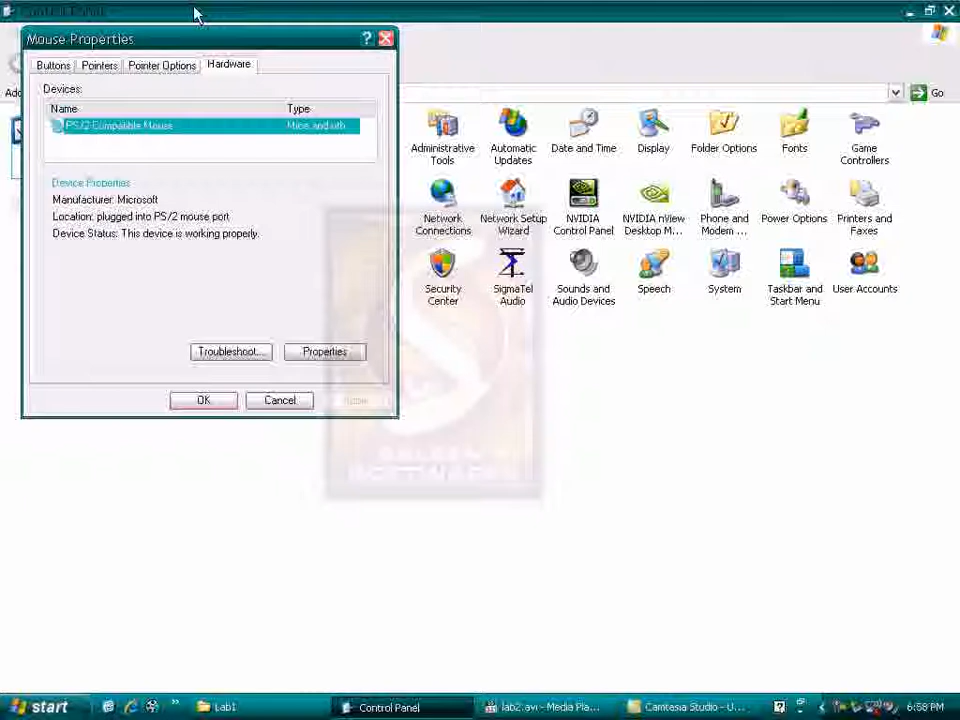 Control Panel
Mouse Properties
Buttons
Pointers
Pointer Options
Hardware
Devices:
Name
Type
PS/2 Compatible Mouse
Mice and oth
Device Properties
Manufacturer: Microsoft
Location: plugged into PS/2 mouse port
Device Status: This device is working properly.
Troubleshoot...
Properties
OK
Cancel
Go
Administrative Tools
Automatic Updates
Date and Time
Display
Folder Options
Fonts
Game Controllers
Network Connections
Network Setup Wizard
NVIDIA Control Panel
NVIDIA nView Desktop M...
Phone and Modem ...
Power Options
Printers and Faxes
Security Center
SigmaTel Audio
Sounds and Audio Devices
Speech
System
Taskbar and Start Menu
User Accounts
start
Lab1
Control Panel
lab2.avi - Media Pla...
Camtasia Studio - U...
6:58 PM